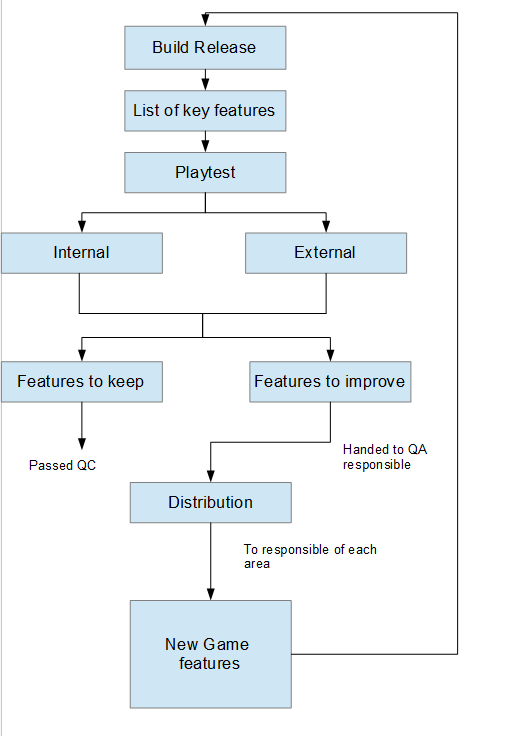 Build Release
List of key features
Playtest
Internal
External
Features to keep
Features to improve
Passed QC
Handed to QA
responsible
Distribution
To responsible of each
area
New Game
features